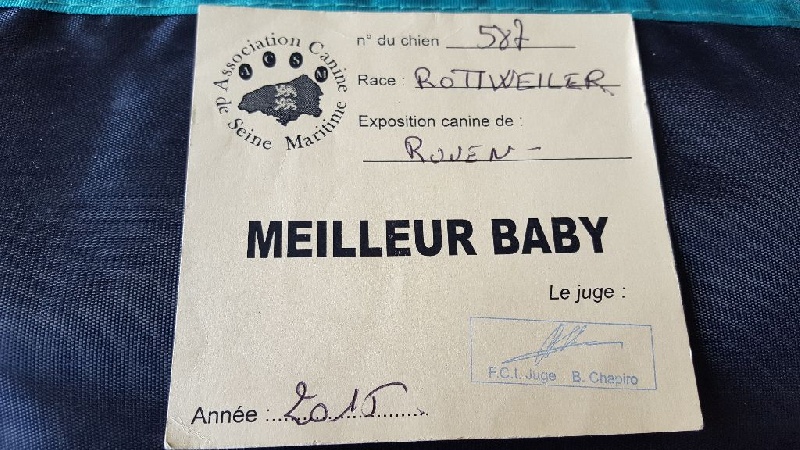 Association Canine de Seine Maritime
A C S M
n° du chien 587
Race : ROTTWEILER
Exposition canine de :
ROUEN -
MEILLEUR BABY
Le juge :
F.C.I. Juge B. Chapiro
Année : 2015